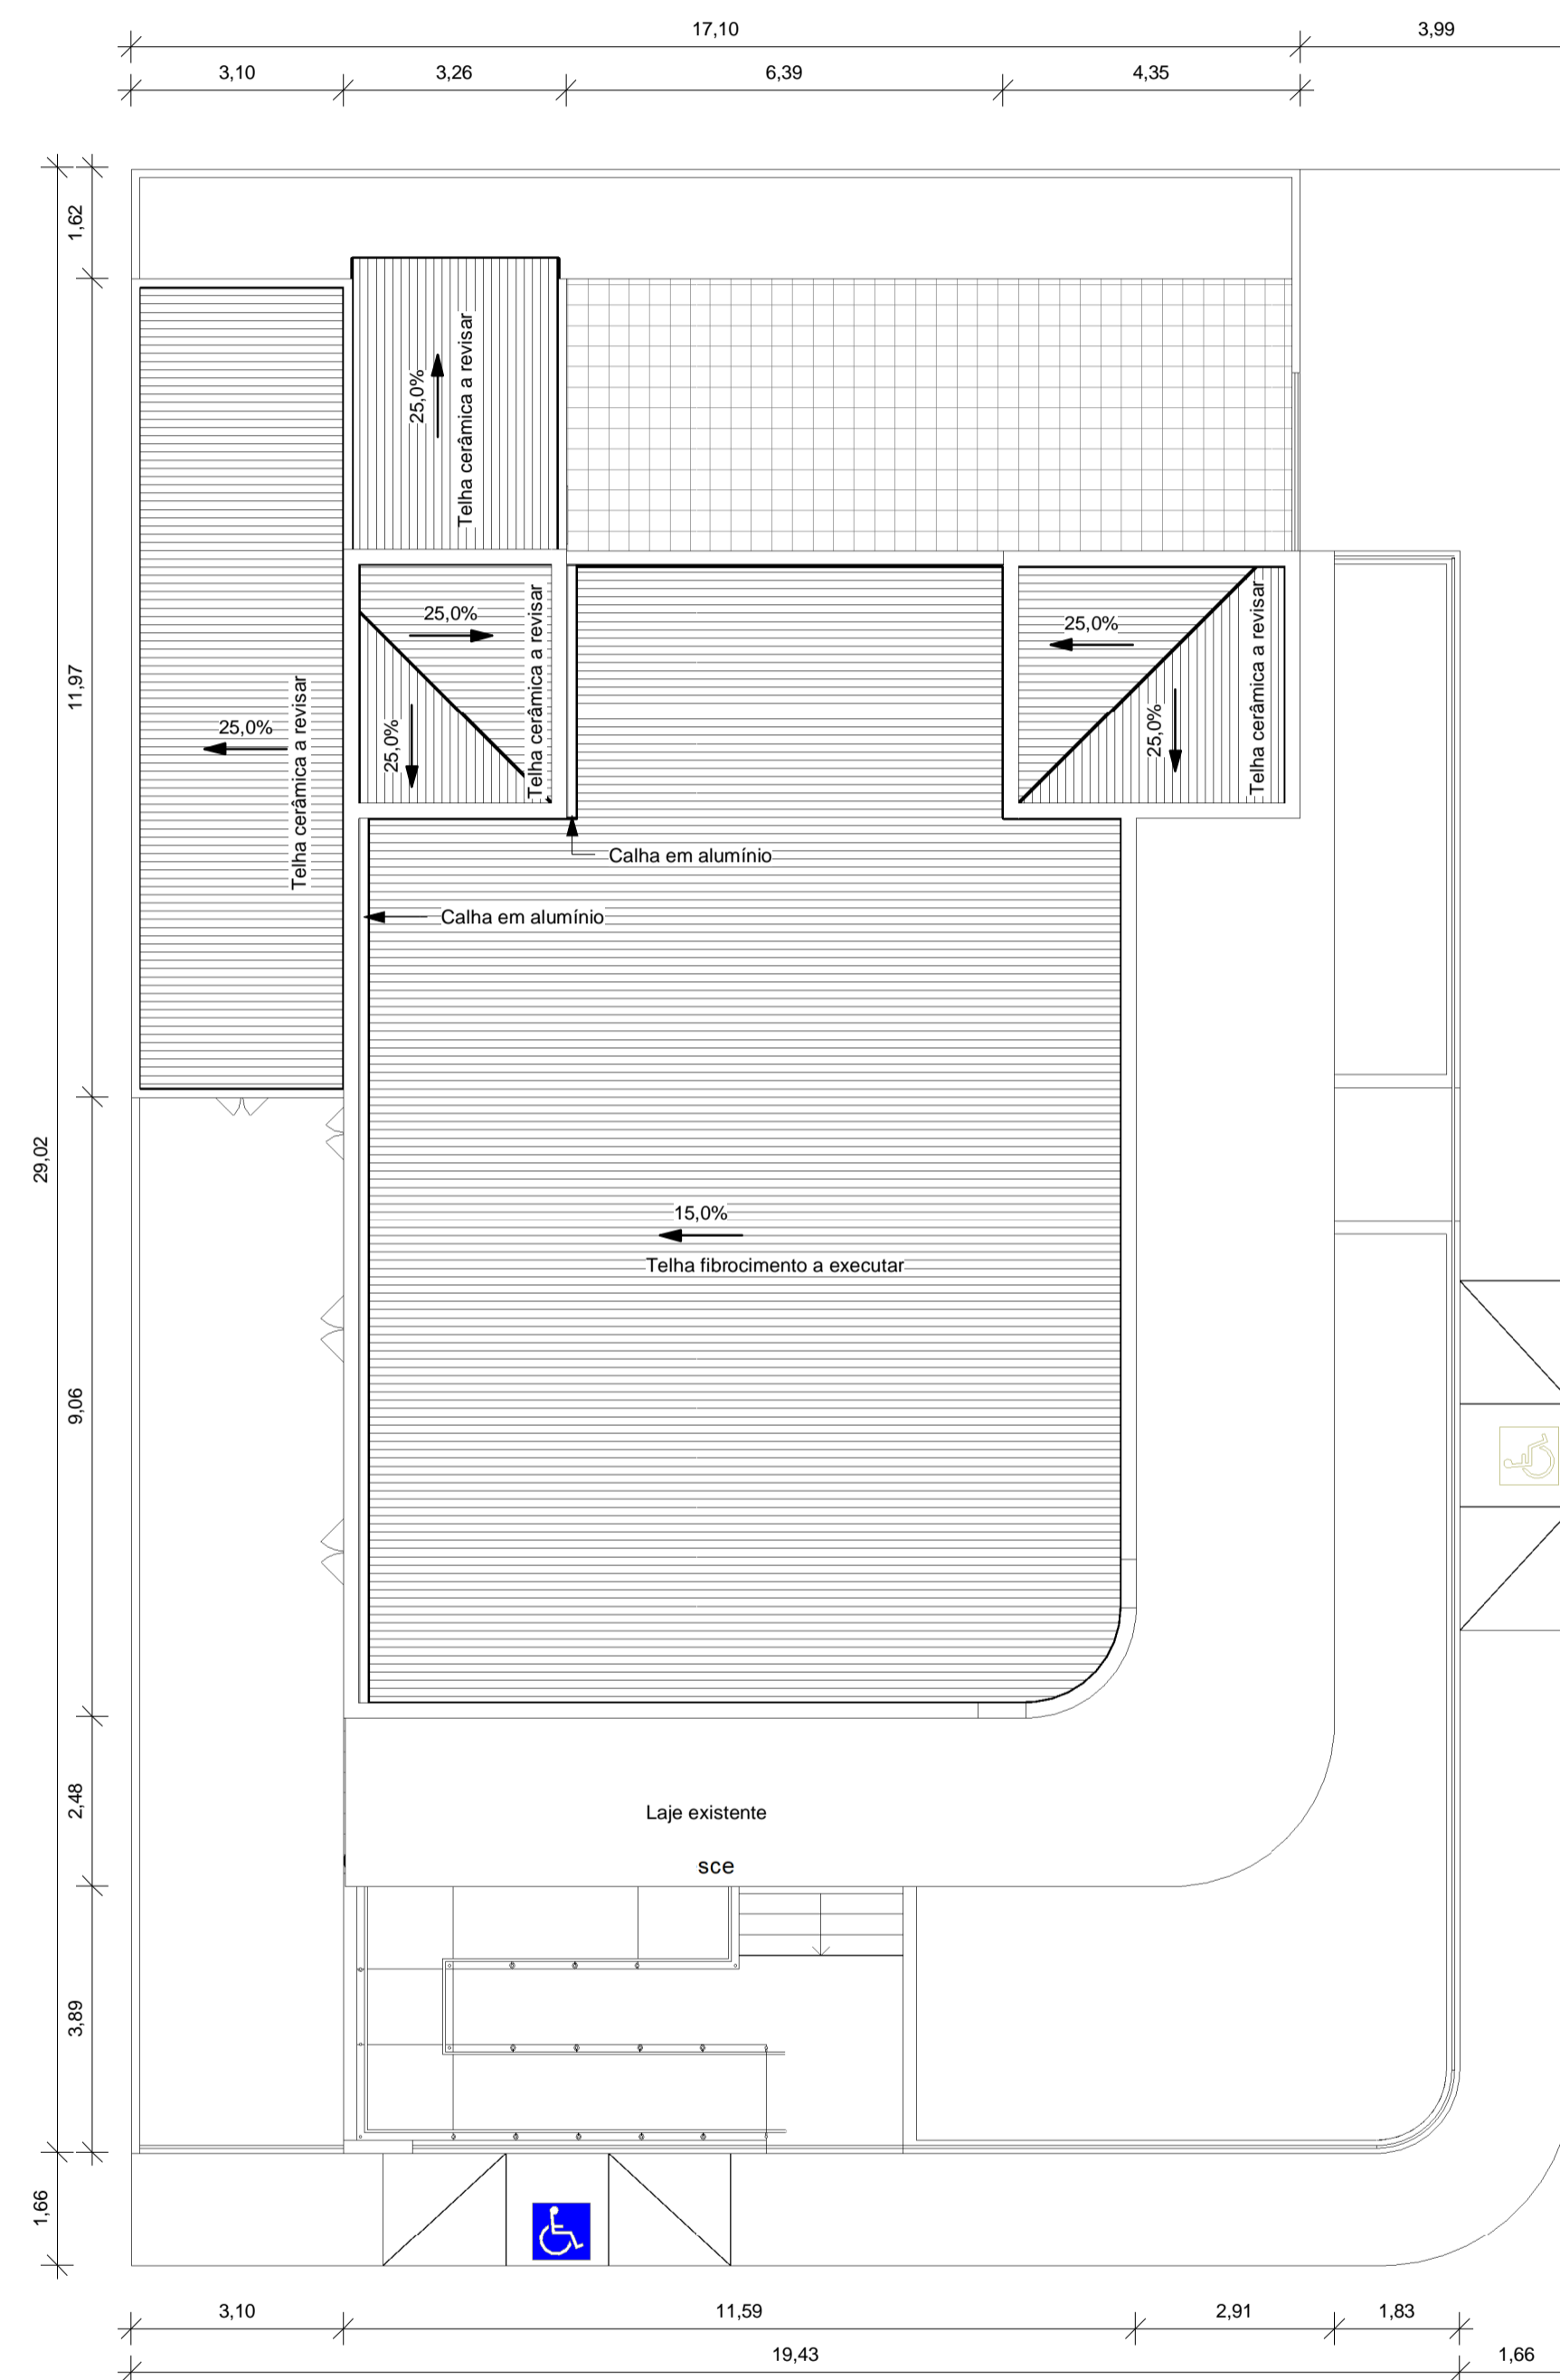 17,10
3,99
3,10
3,26
6,39
4,35
1,62
25,0%
Telha cerâmica a revisar
25,0%
25,0%
Telha cerâmica a revisar
25,0%
25,0%
Telha cerâmica a revisar
11,97
25,0%
Telha cerâmica a revisar
Calha em alumínio
Calha em alumínio
29,02
15,0%
Telha fibrocimento a executar
9,06
2,48
Laje existente
sce
3,89
1,66
3,10
11,59
2,91
1,83
19,43
1,66